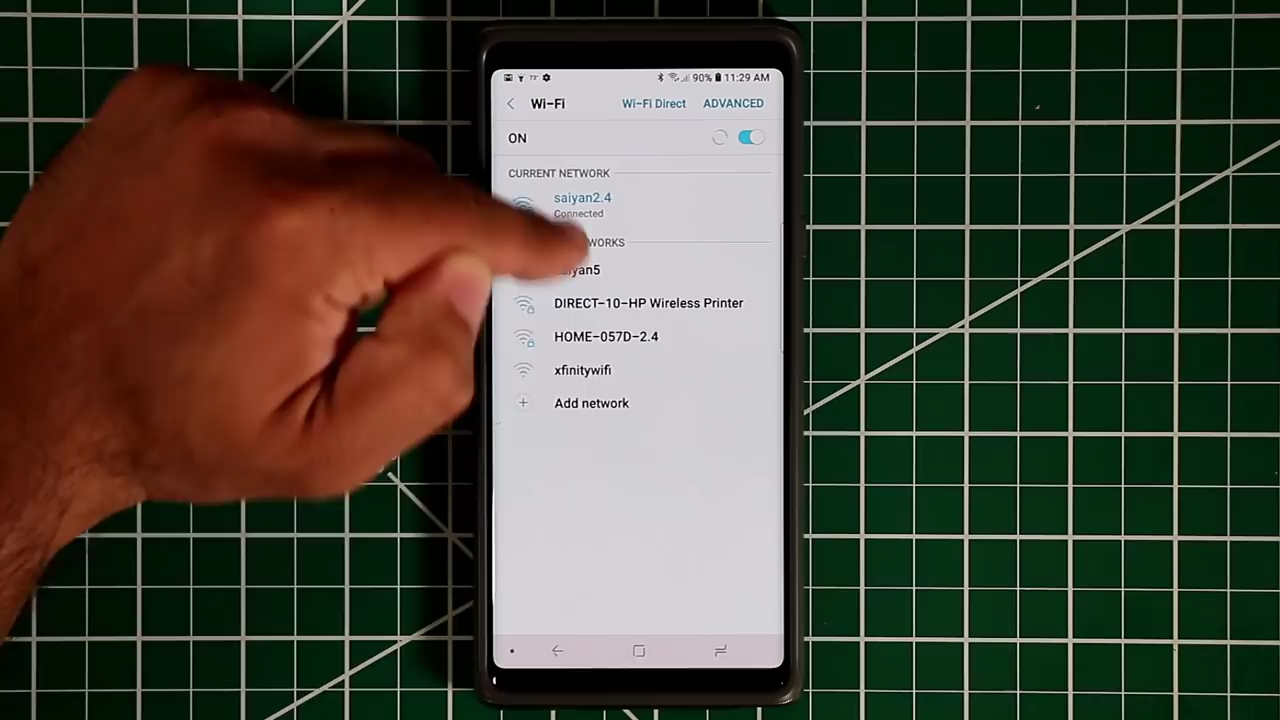 90% 11:29 AM
Wi-Fi Wi-Fi Direct ADVANCED
ON
CURRENT NETWORK
saiyan2.4
Connected
DIRECT-10-HP Wireless Printer
HOME-057D-2.4
xfinitywifi
Add network